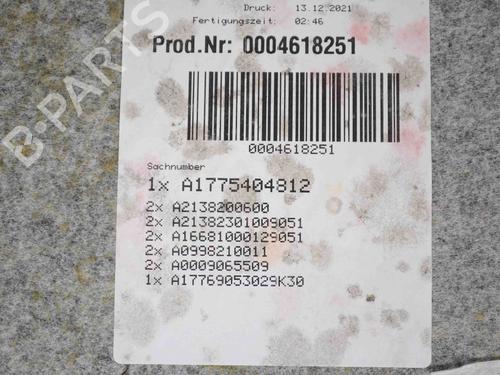 Druck: 13.12.2021
Fertigungszeit: 02:46
Prod.Nr: 0004618251
0004618251
Sachnumber
1x A1775404812
2x A2138200600
2x A21382301009051
2x A16681000129051
2x A0998210011
2x A0009065509
1x A17769053029K30
B-PARTS